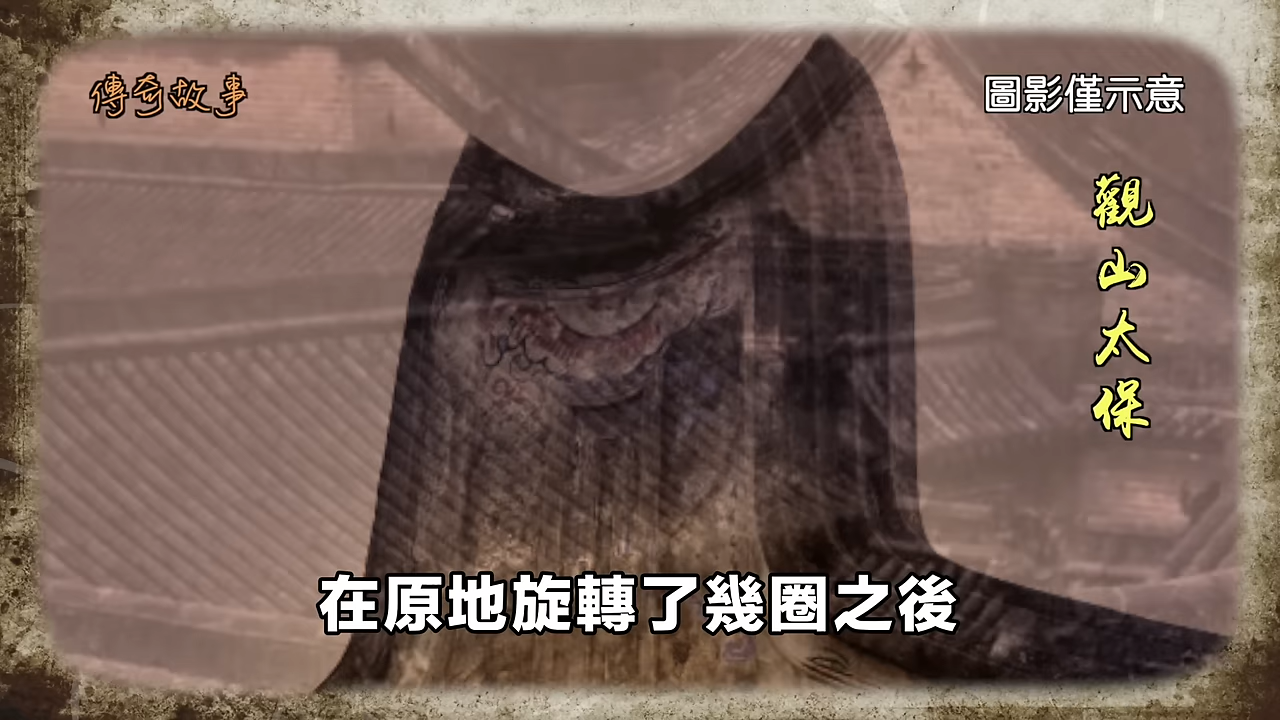 傳奇故事
圖影僅示意
觀山太保
在原地旋轉了幾圈之後